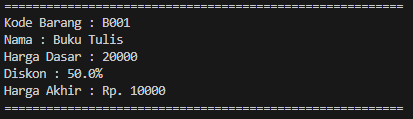 ==================================================
Kode Barang : B001
Nama : Buku Tulis
Harga Dasar : 20000
Diskon : 50.0%
Harga Akhir : Rp. 10000
==================================================